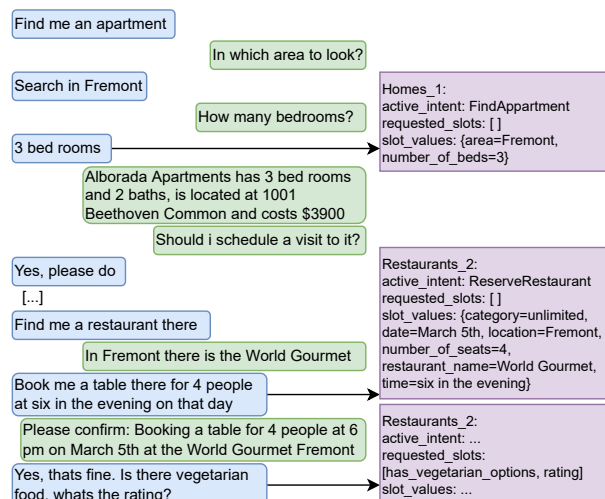 Find me an apartment
In which area to look?
Search in Fremont
How many bedrooms?
3 bed rooms
Homes_1:
active_intent: FindAppartment
requested_slots: [ ]
slot_values: {area=Fremont,
number_of_beds=3}
Alborada Apartments has 3 bed rooms
and 2 baths, is located at 1001
Beethoven Common and costs $3900
Should i schedule a visit to it?
Yes, please do
[...]
Find me a restaurant there
In Fremont there is the World Gourmet
Book me a table there for 4 people
at six in the evening on that day
Restaurants_2:
active_intent: ReserveRestaurant
requested_slots: [ ]
slot_values: {category=unlimited,
date=March 5th, location=Fremont,
number_of_seats=4,
restaurant_name=World Gourmet,
time=six in the evening}
Please confirm: Booking a table for 4 people at 6
pm on March 5th at the World Gourmet Fremont
Yes, thats fine. Is there vegetarian
food, whats the rating?
Restaurants_2:
active_intent: ...
requested_slots:
[has_vegetarian_options, rating]
slot_values: ...